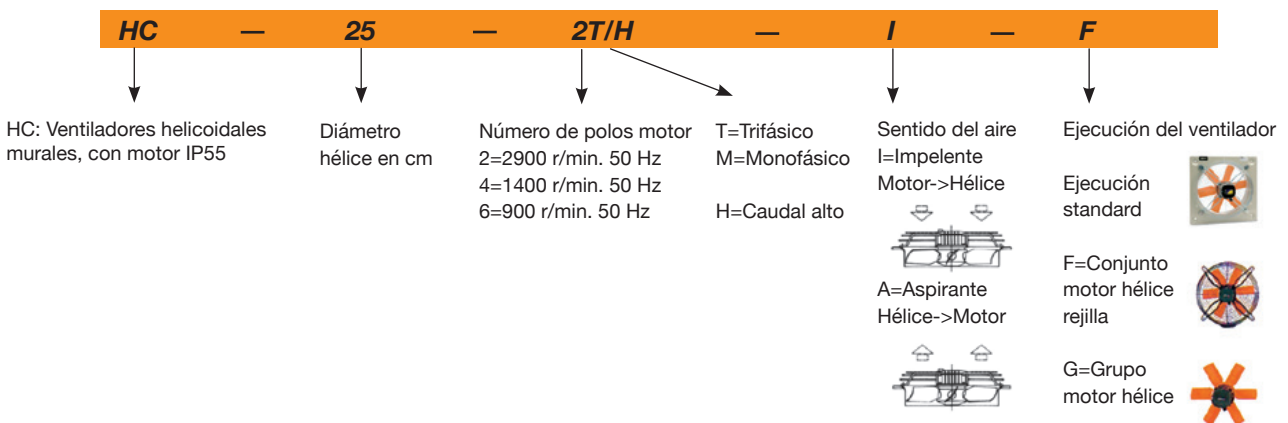 HC — 25 — 2T/H — I — F
HC: Ventiladores helicoidales
murales, con motor IP55
Diámetro
hélice en cm
Número de polos motor
2=2900 r/min. 50 Hz
4=1400 r/min. 50 Hz
6=900 r/min. 50 Hz
T=Trifásico
M=Monofásico
H=Caudal alto
Sentido del aire
I=Impelente
Motor->Hélice
A=Aspirante
Hélice->Motor
Ejecución del ventilador
Ejecución
standard
F=Conjunto
motor hélice
rejilla
G=Grupo
motor hélice